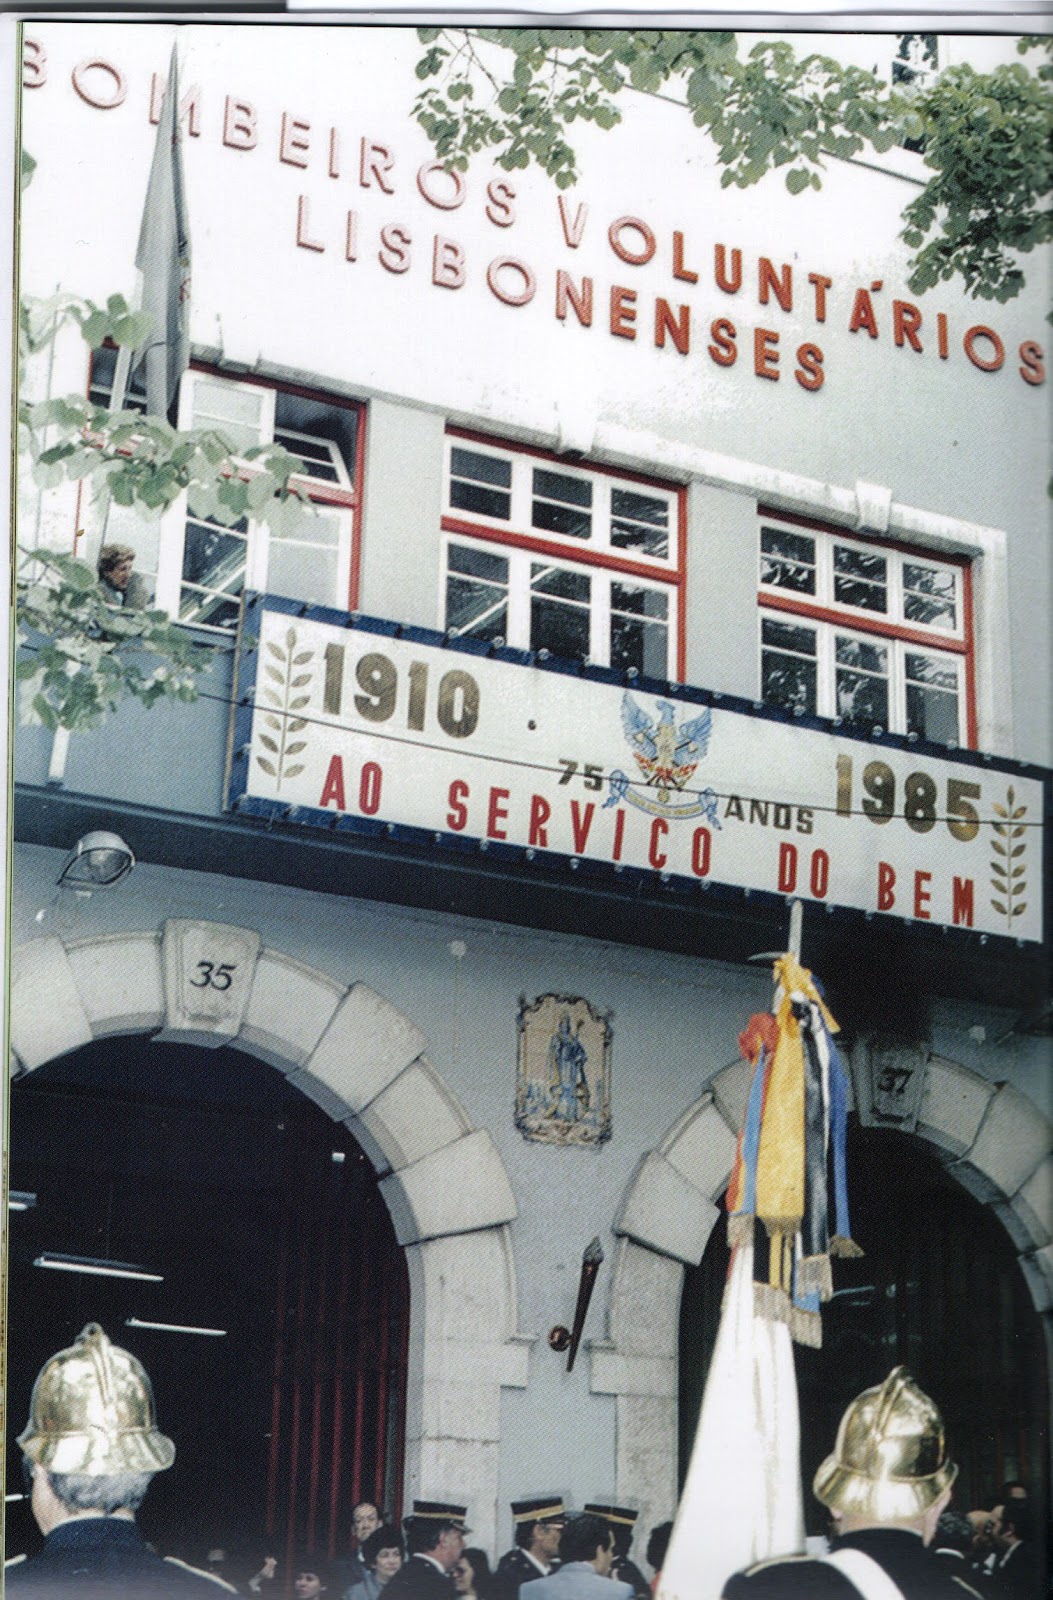 BOMBEIROS VOLUNTÁRIOS
LISBONENSES
1910 · 75 ANOS 1985
AO SERVIÇO DO BEM
35
37